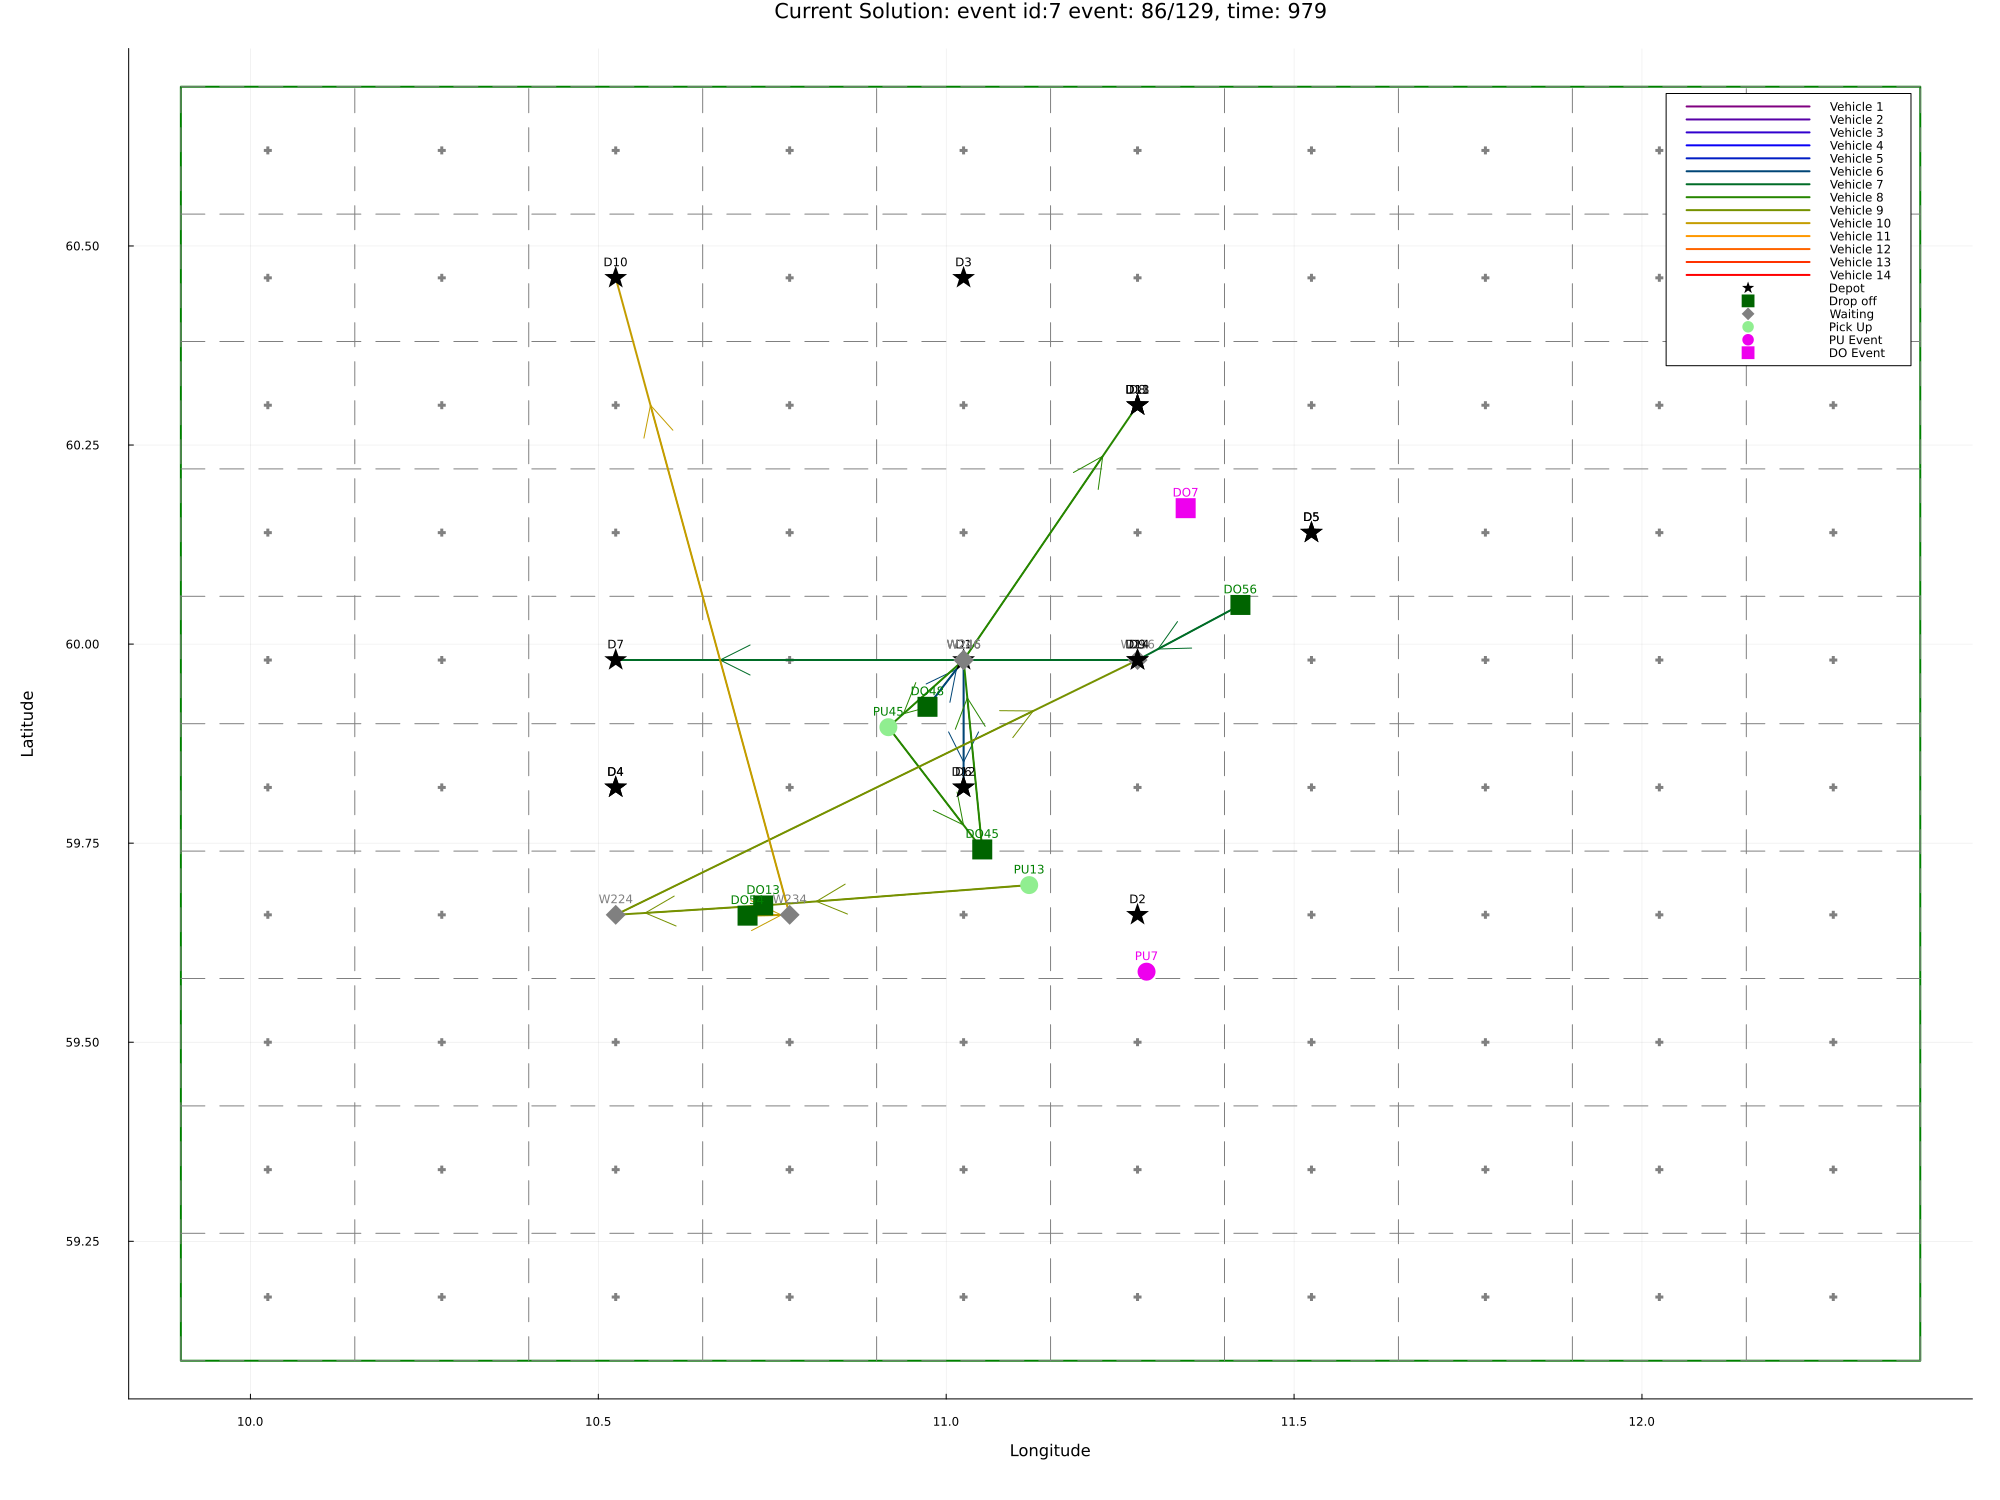 Current Solution: event id:7 event: 86/129, time: 979
Vehicle 1
Vehicle 2
Vehicle 3
Vehicle 4
Vehicle 5
Vehicle 6
Vehicle 7
Vehicle 8
Vehicle 9
Vehicle 10
Vehicle 11
Vehicle 12
Vehicle 13
Vehicle 14
Depot
Drop off
Waiting
Pick Up
PU Event
DO Event
60.50
D10
D3
60.25
DO7
D5
DO56
60.00
D7
DO48
PU45
D4
59.75
DO45
PU13
DO13
W224
W234
D2
PU7
59.50
59.25
10.0
10.5
11.0
11.5
12.0
Latitude
Longitude